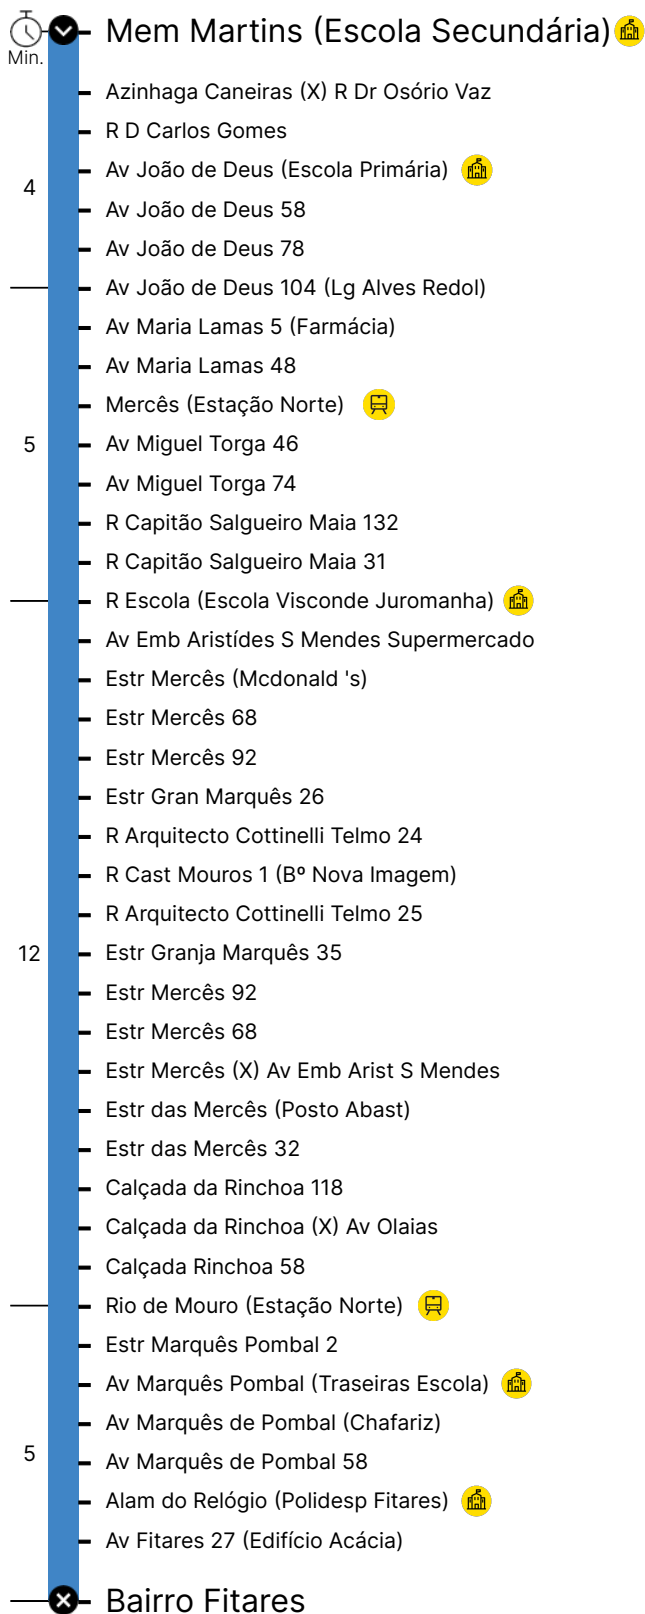 Mem Martins (Escola Secundária)
Min.
Azinhaga Caneiras (X) R Dr Osório Vaz
R D Carlos Gomes
Av João de Deus (Escola Primária)
4
Av João de Deus 58
Av João de Deus 78
Av João de Deus 104 (Lg Alves Redol)
Av Maria Lamas 5 (Farmácia)
Av Maria Lamas 48
Mercês (Estação Norte)
5
Av Miguel Torga 46
Av Miguel Torga 74
R Capitão Salgueiro Maia 132
R Capitão Salgueiro Maia 31
R Escola (Escola Visconde Juromanha)
Av Emb Aristídes S Mendes Supermercado
Estr Mercês (Mcdonald 's)
Estr Mercês 68
Estr Mercês 92
Estr Gran Marquês 26
R Arquitecto Cottinelli Telmo 24
R Cast Mouros 1 (Bº Nova Imagem)
R Arquitecto Cottinelli Telmo 25
12
Estr Granja Marquês 35
Estr Mercês 92
Estr Mercês 68
Estr Mercês (X) Av Emb Arist S Mendes
Estr das Mercês (Posto Abast)
Estr das Mercês 32
Calçada da Rinchoa 118
Calçada da Rinchoa (X) Av Olaias
Calçada Rinchoa 58
Rio de Mouro (Estação Norte)
Estr Marquês Pombal 2
Av Marquês Pombal (Traseiras Escola)
Av Marquês de Pombal (Chafariz)
5
Av Marquês de Pombal 58
Alam do Relógio (Polidesp Fitares)
Av Fitares 27 (Edifício Acácia)
Bairro Fitares